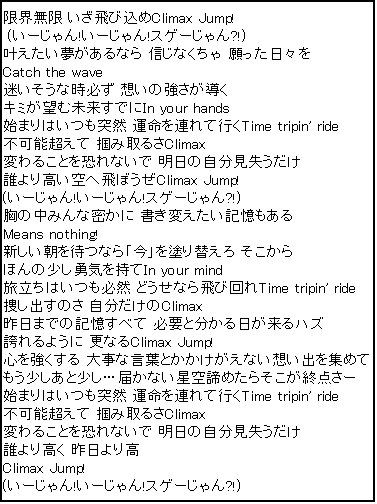 限界無限 いざ飛び込めClimax Jump!
(いーじゃん!いーじゃん!スゲーじゃん?!)
叶えたい夢があるなら 信じなくちゃ 願った日々を
Catch the wave
迷いそうな時必ず 想いの強さが導く
キミが望む未来すでにIn your hands
始まりはいつも突然 運命を連れて行くTime tripin' ride
不可能超えて 掴み取るさClimax
変わることを恐れないで 明日の自分見失うだけ
誰より高い空へ飛ぼうぜClimax Jump!
(いーじゃん!いーじゃん!スゲーじゃん?!)
胸の中みんな密かに 書き変えたい記憶もある
Means nothing!
新しい朝を待つなら「今」を塗り替えろ そこから
ほんの少し勇気を持てIn your mind
旅立ちはいつも必然 どうせなら飛び回れTime tripin' ride
捜し出すのさ 自分だけのClimax
昨日までの記憶すべて 必要と分かる日が来るハズ
誇れるように 更なるClimax Jump!
心を強くする 大事な言葉とかかけがえない想い出を集めて
もう少しあと少し… 届かない星空諦めたらそこが終点さー
始まりはいつも突然 運命を連れて行くTime tripin' ride
不可能超えて 掴み取るさClimax
変わることを恐れないで 明日の自分見失うだけ
誰より高く 昨日より高
Climax Jump!
(いーじゃん!いーじゃん!スゲーじゃん?!)